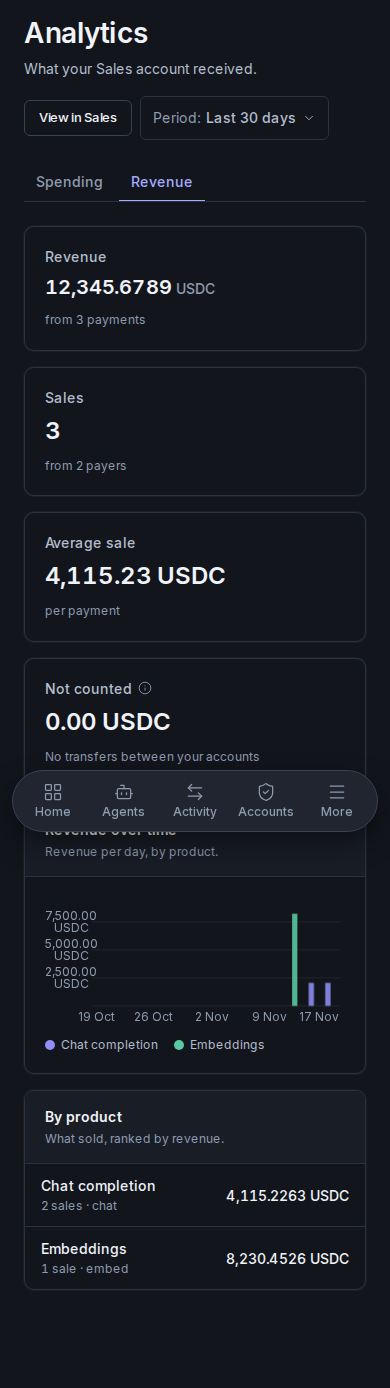 Analytics
What your Sales account received.
View in Sales
Period: Last 30 days
Spending Revenue
Revenue
12,345.6789 USDC
from 3 payments
Sales
3
from 2 payers
Average sale
4,115.23 USDC
per payment
Not counted
0.00 USDC
No transfers between your accounts
Home Agents Activity Accounts More
Revenue over time
Revenue per day, by product.
7,500.00
USDC
5,000.00
USDC
2,500.00
USDC
19 Oct 26 Oct 2 Nov 9 Nov 17 Nov
Chat completion Embeddings
By product
What sold, ranked by revenue.
Chat completion
4,115.2263 USDC
2 sales · chat
Embeddings
8,230.4526 USDC
1 sale · embed